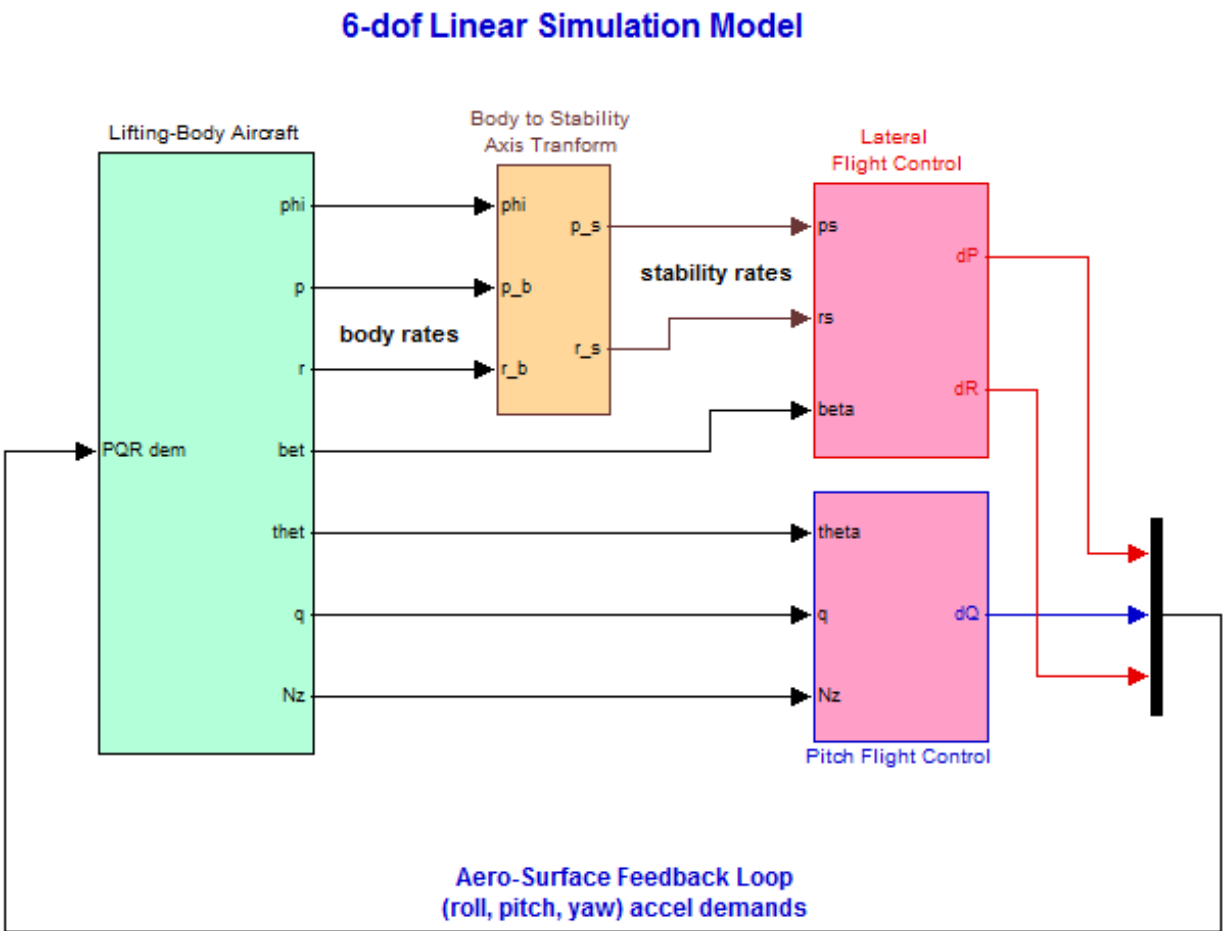 6-dof Linear Simulation Model
Lifting-Body Aircraft
phi
p
r
PQR dem
bet
thet
q
Nz
body rates
Body to Stability
Axis Tranform
phi
p_b
r_b
p_s
r_s
stability rates
Lateral
Flight Control
ps
rs
beta
dP
dR
theta
q
Nz
dQ
Pitch Flight Control
Aero-Surface Feedback Loop
(roll, pitch, yaw) accel demands